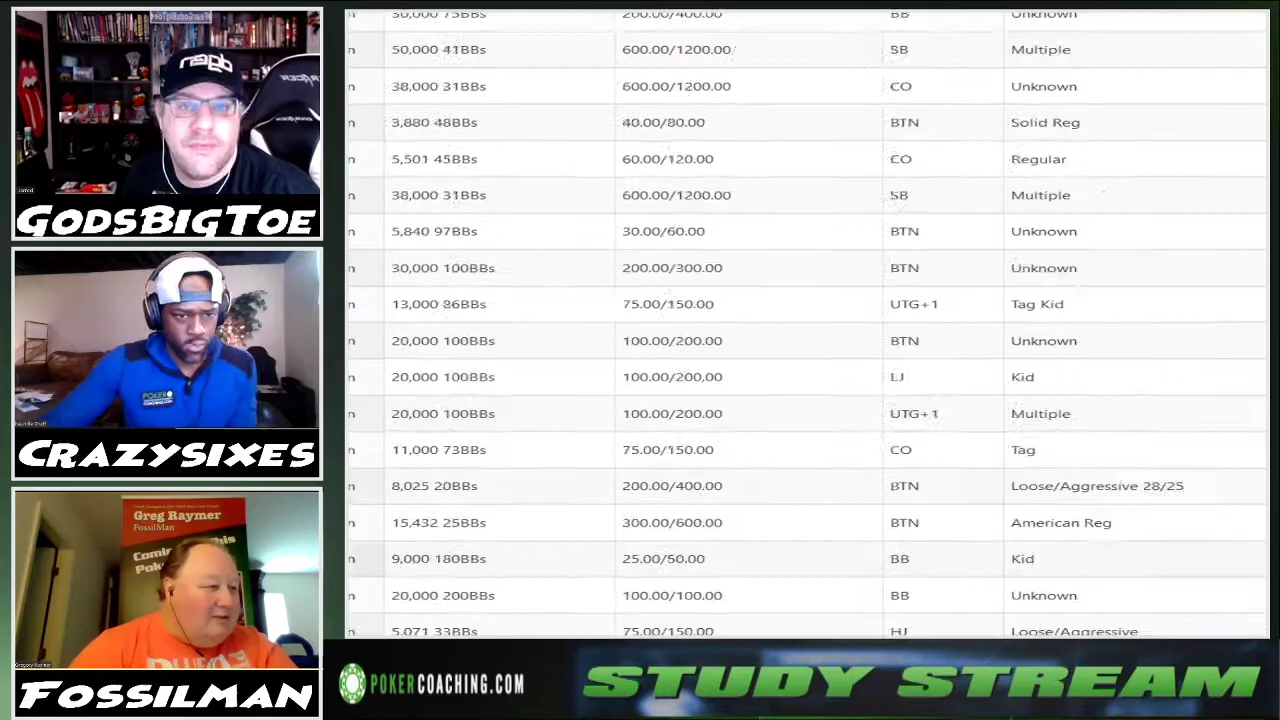 GODSBIGTOE
CRAZYSIXES
Greg Raymer
FossilMan
Gregory Raymer
FOSSILMAN
30,000 75BBs 200.00/400.00 BB Unknown
n 50,000 41BBs 600.00/1200.00 SB Multiple
n 38,000 31BBs 600.00/1200.00 CO Unknown
n 3,880 48BBs 40.00/80.00 BTN Solid Reg
n 5,501 45BBs 60.00/120.00 CO Regular
n 38,000 31BBs 600.00/1200.00 SB Multiple
n 5,840 97BBs 30.00/60.00 BTN Unknown
n 30,000 100BBs 200.00/300.00 BTN Unknown
n 13,000 86BBs 75.00/150.00 UTG+1 Tag Kid
n 20,000 100BBs 100.00/200.00 BTN Unknown
n 20,000 100BBs 100.00/200.00 LJ Kid
n 20,000 100BBs 100.00/200.00 UTG+1 Multiple
n 11,000 73BBs 75.00/150.00 CO Tag
n 8,025 20BBs 200.00/400.00 BTN Loose/Aggressive 28/25
n 15,432 25BBs 300.00/600.00 BTN American Reg
n 9,000 180BBs 25.00/50.00 BB Kid
n 20,000 200BBs 100.00/100.00 BB Unknown
n 5,071 33BBs 75.00/150.00 HJ Loose/Aggressive
POKERCOACHING.COM
STUDY STREAM